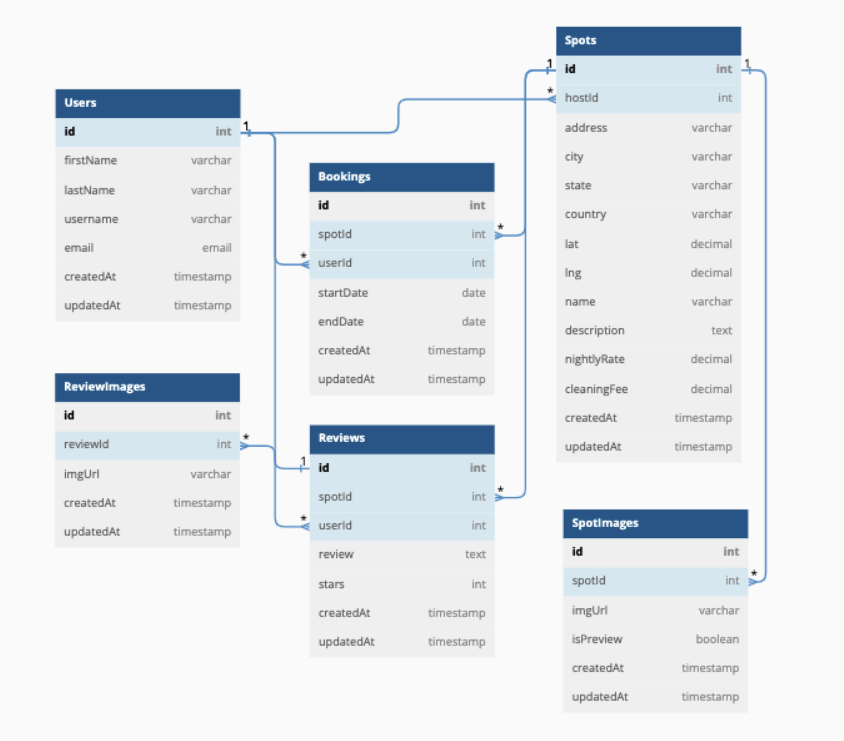 Users
id int
firstName varchar
lastName varchar
username varchar
email email
createdAt timestamp
updatedAt timestamp
1
ReviewImages
id int
reviewId int
imgUrl varchar
createdAt timestamp
updatedAt timestamp
*
Bookings
id int
spotId int
userId int
startDate date
endDate date
createdAt timestamp
updatedAt timestamp
*
*
Reviews
id int
spotId int
userId int
review text
stars int
createdAt timestamp
updatedAt timestamp
1
*
*
Spots
id int
hostId int
address varchar
city varchar
state varchar
country varchar
lat decimal
lng decimal
name varchar
description text
nightlyRate decimal
cleaningFee decimal
createdAt timestamp
updatedAt timestamp
1
1
*
SpotImages
id int
spotId int
imgUrl varchar
isPreview boolean
createdAt timestamp
updatedAt timestamp
*